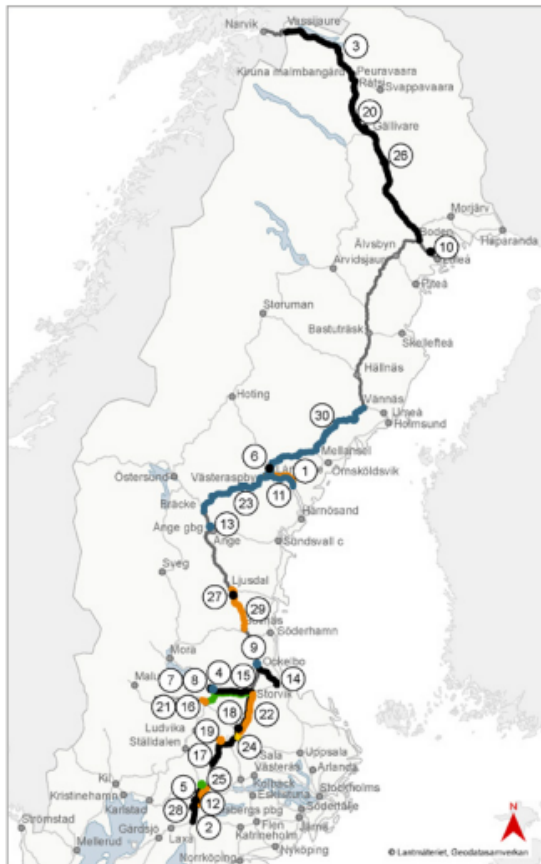 Narvik
Vassijaure
3
Kiruna malmbangård
Peuravaara
Råtsi
Svappavaara
20
Gällivare
26
Morjärv
Boden
Haparanda
10
Älvsbyn
Arvidsjaur
Piteå
Storuman
Bastuträsk
Skellefteå
Hällnäs
Hoting
Vännäs
30
Umeå
Holmsund
Mellansel
6
1
Örnsköldsvik
Östersund
Västeraspby
11
23
Bräcke
Härnösand
13
Ånge gbg
Ånge
Sundsvall c
Sveg
Ljusdal
27
29
Söderhamn
9
Mora
Ockelbo
7
8
4
15
14
Storvik
21
16
18
22
Ludvika
19
24
Ställdalen
17
Sala
Uppsala
Västerås
Arlanda
Kil
5
25
Kolbäck
Kristinehamn
Eskilstuna
Stockholms
Karlstad
12
28
Södertälje
Strömstad
Gårdsjö
2
Flen
Järna
Laxå
Katrineholm
Mellerud
Nyköping
Norrköping
N
© Lantmäteriet, Geodatasamverkan